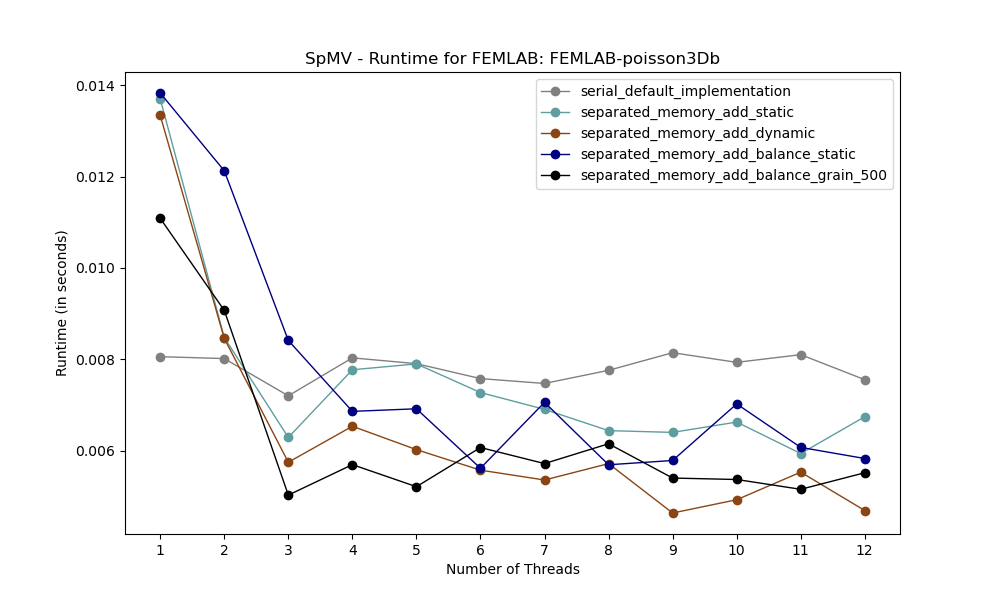 SpMV - Runtime for FEMLAB: FEMLAB-poisson3Db
serial_default_implementation
separated_memory_add_static
separated_memory_add_dynamic
separated_memory_add_balance_static
separated_memory_add_balance_grain_500
Runtime (in seconds)
0.014
0.012
0.010
0.008
0.006
1 2 3 4 5 6 7 8 9 10 11 12
Number of Threads